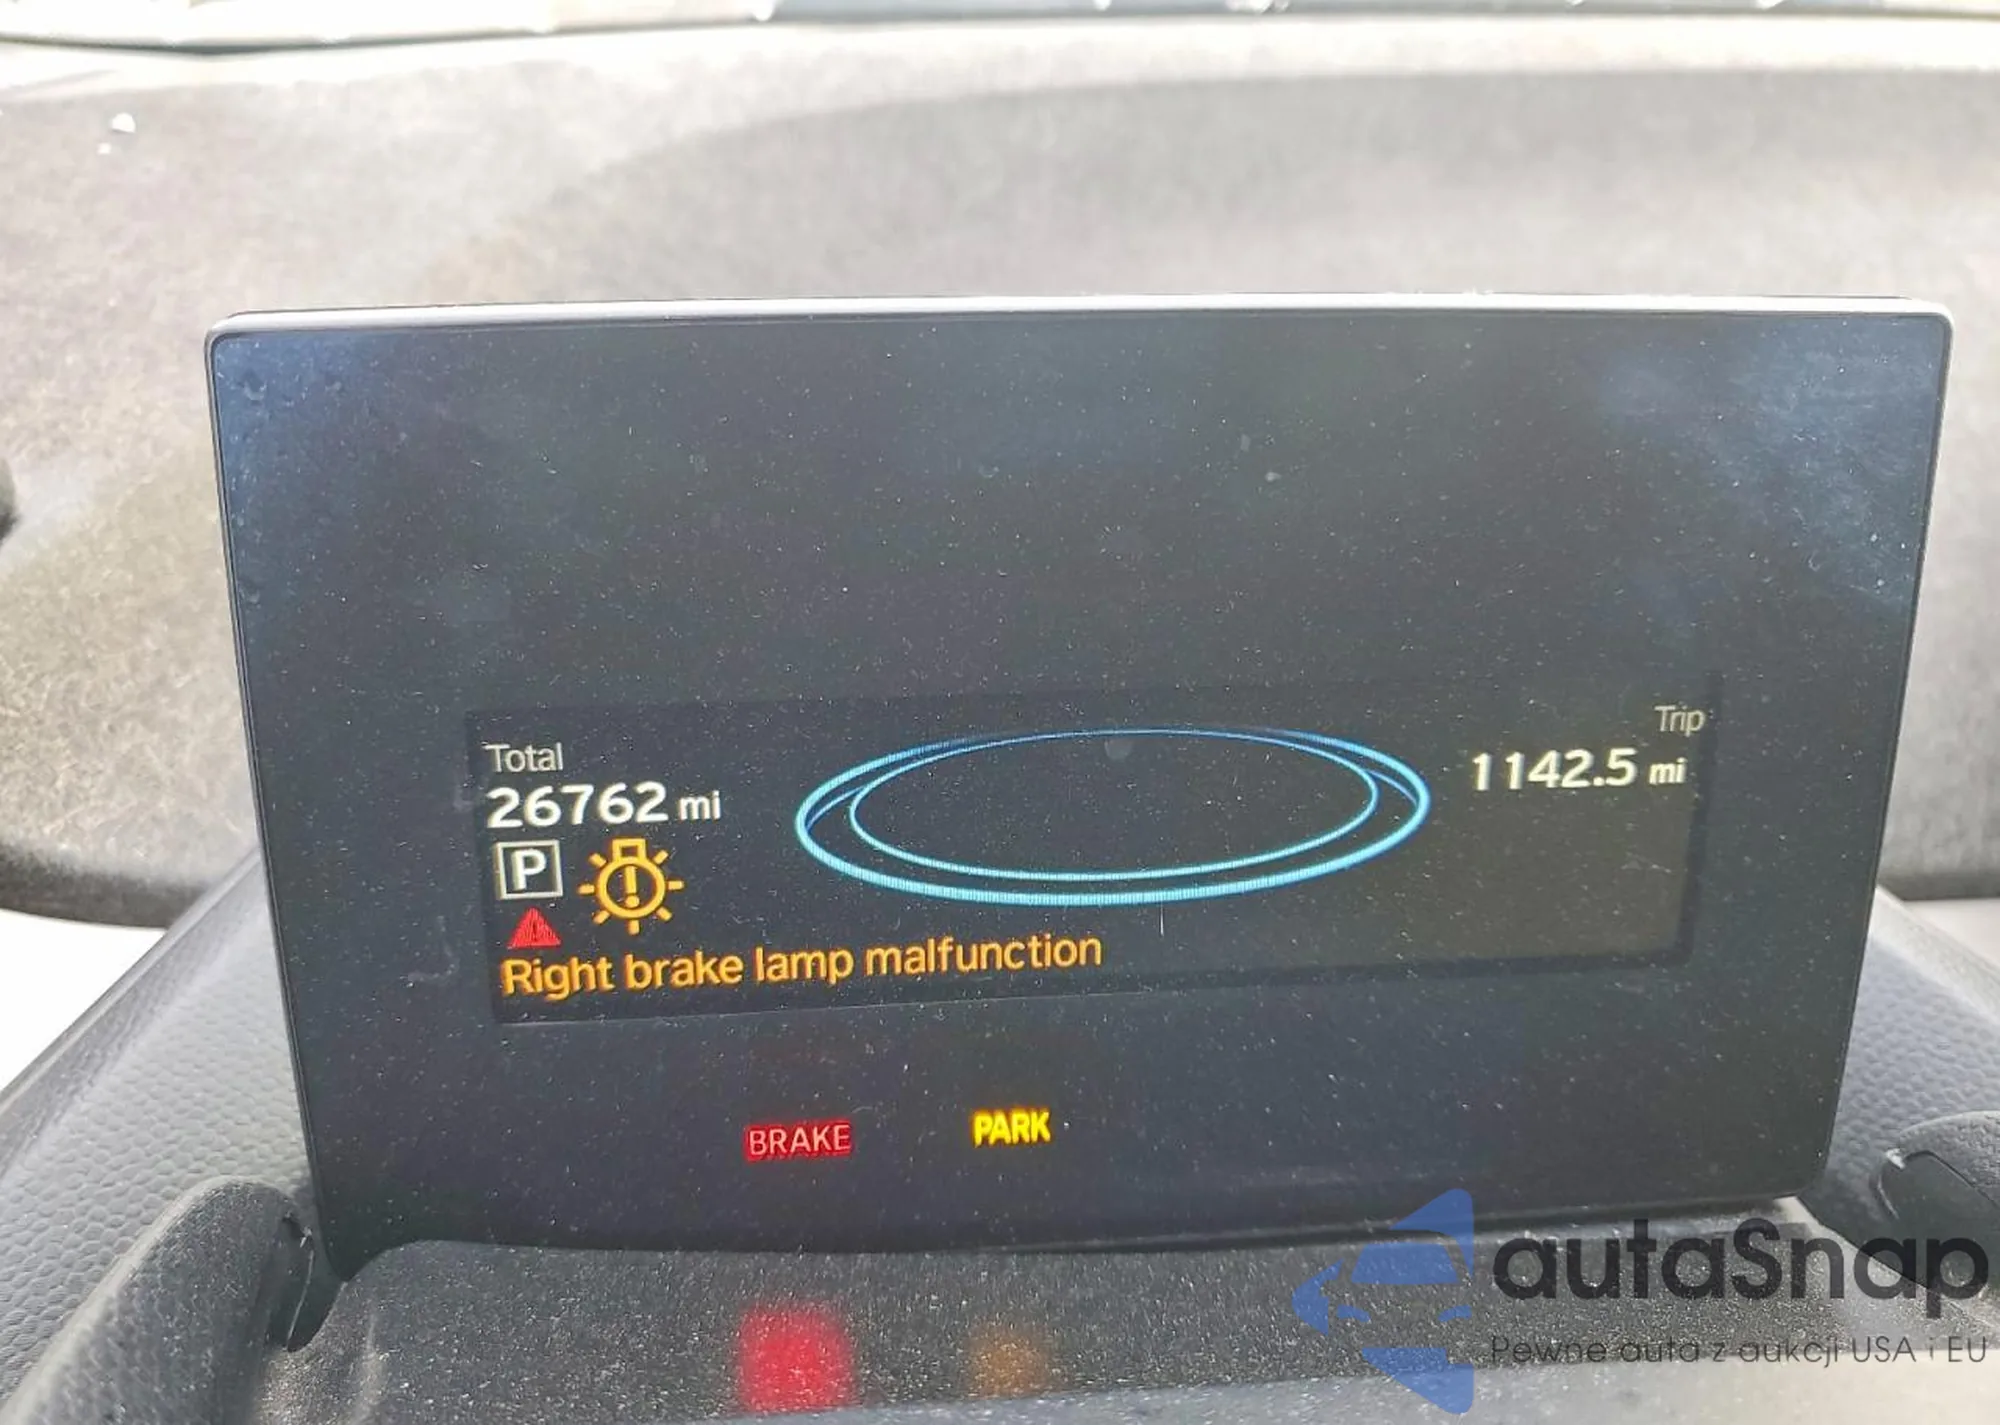 Total
26762 mi
Trip
1142.5 mi
P
Right brake lamp malfunction
BRAKE
PARK
autaSnap
Pewne auta z aukcji USA i EU